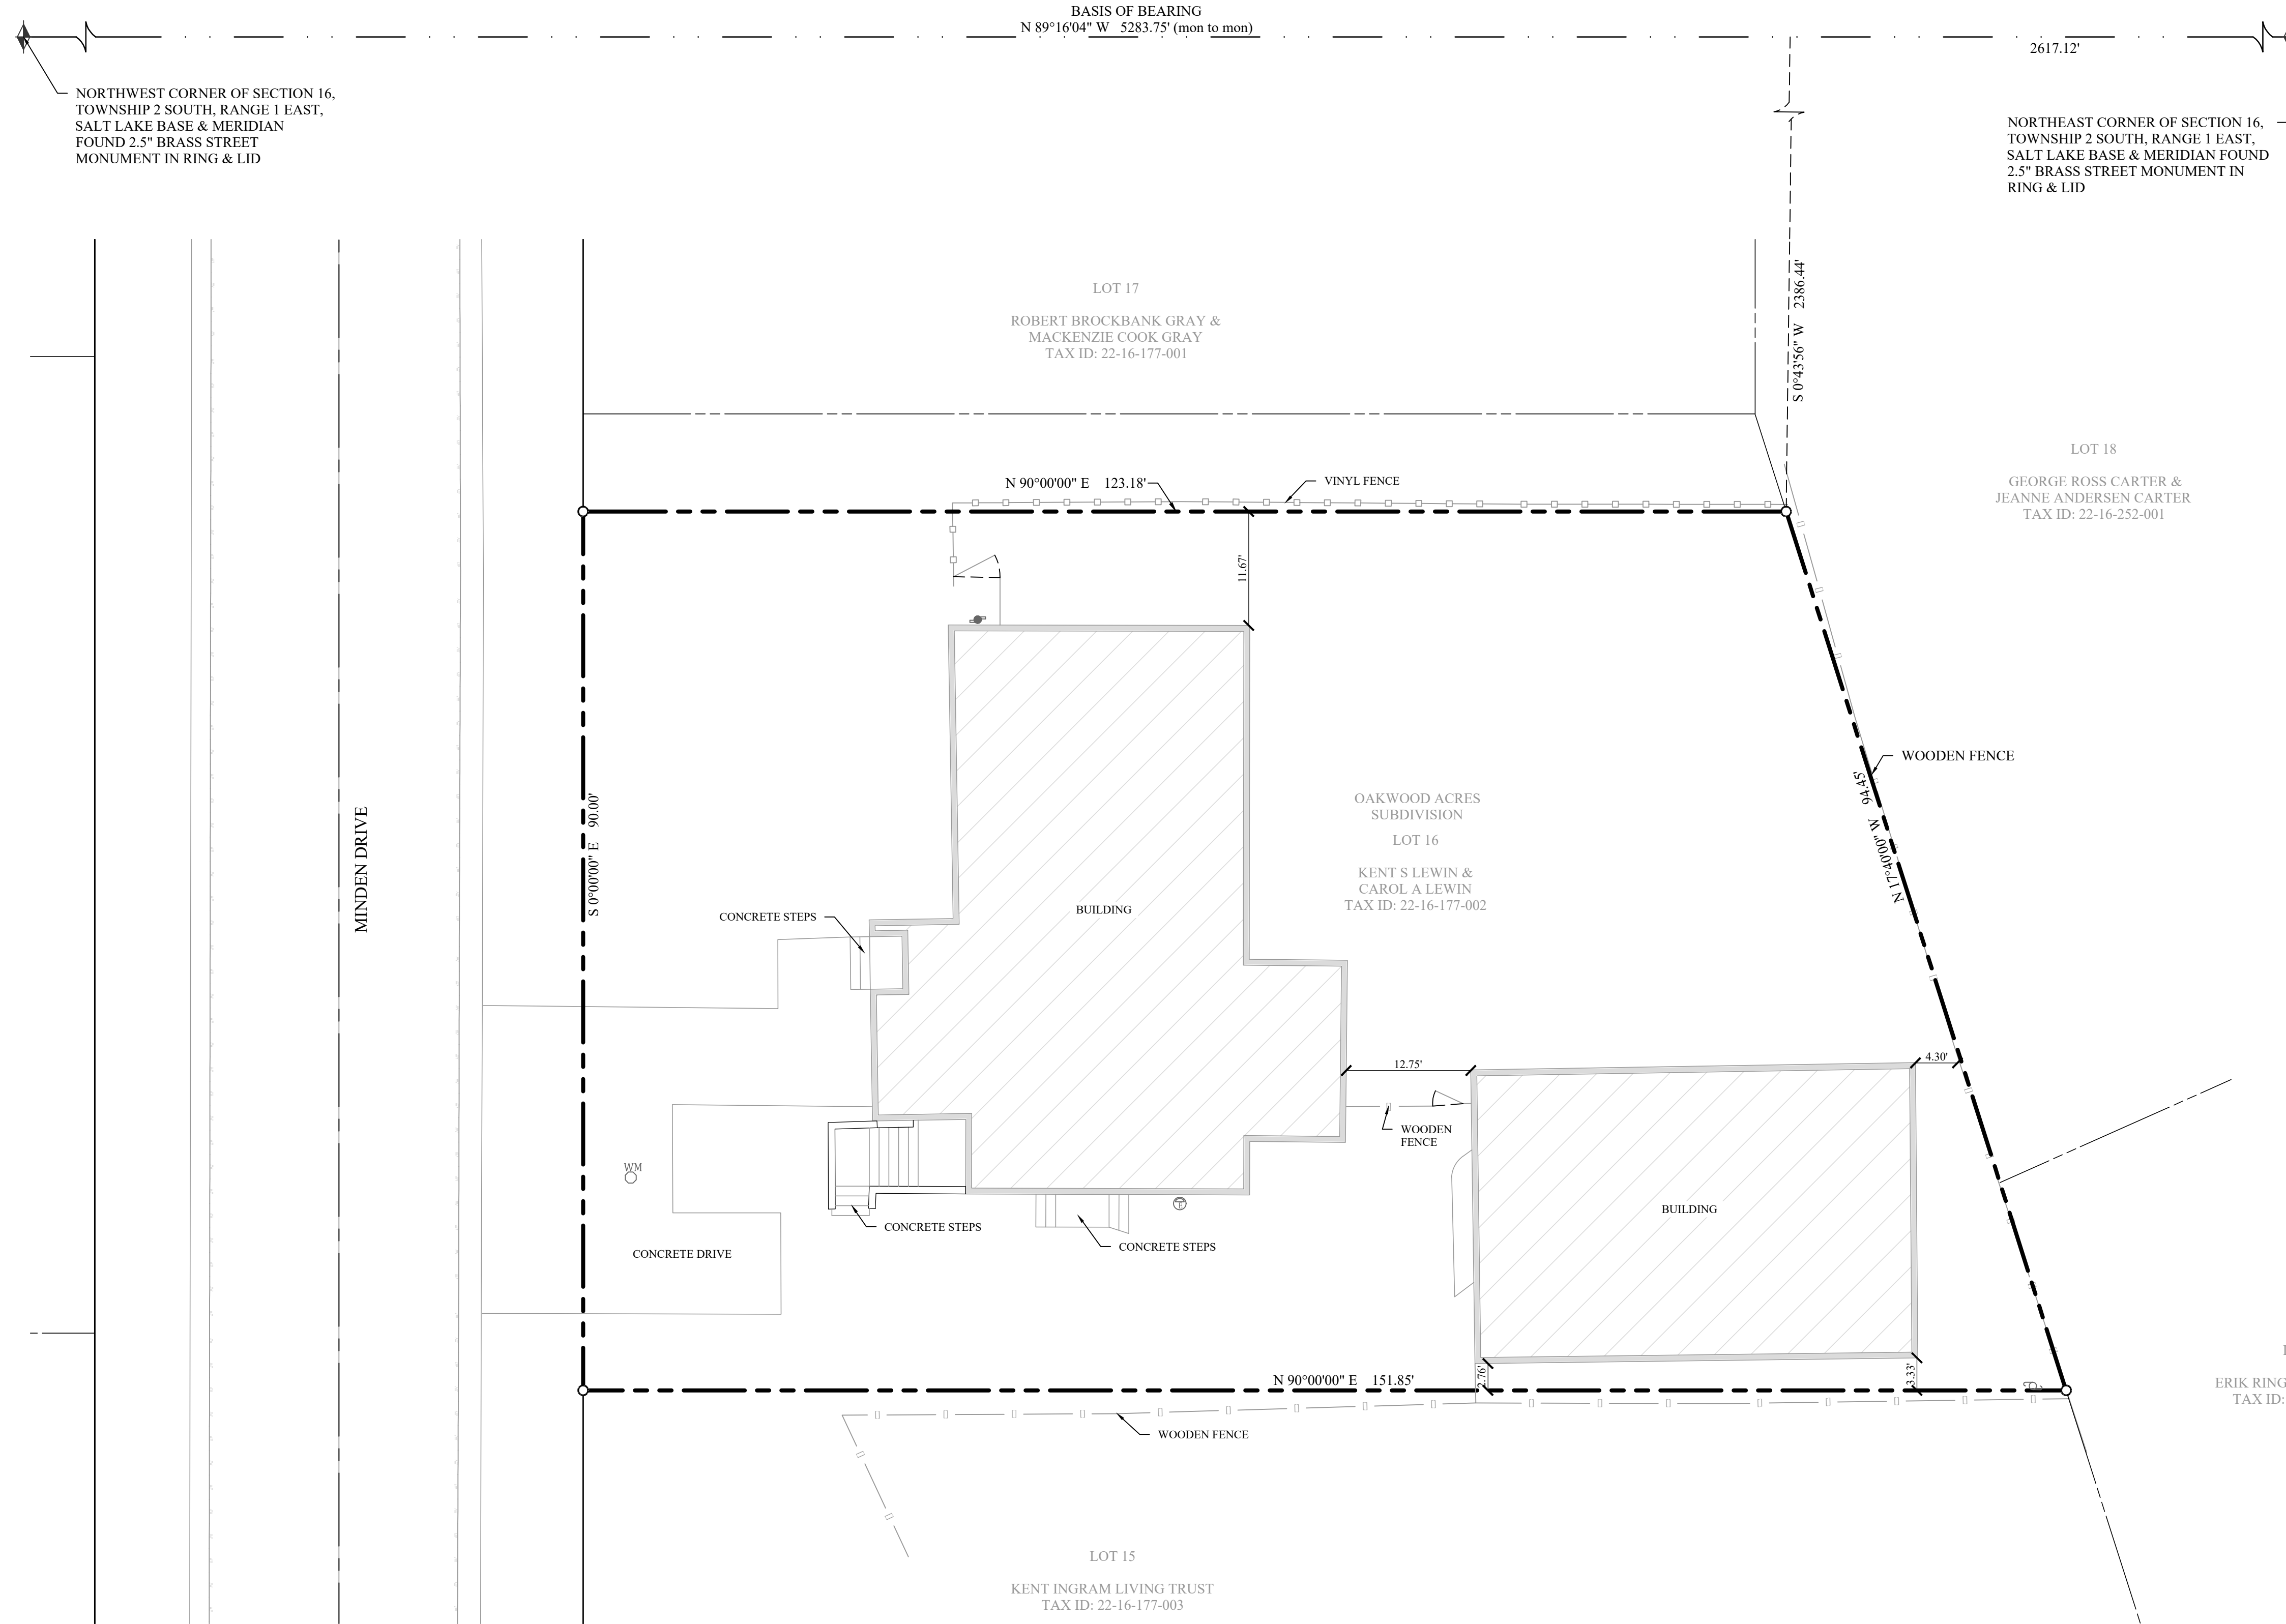 BASIS OF BEARING
N 89°16'04" W 5283.75' (mon to mon)
2617.12'
NORTHWEST CORNER OF SECTION 16,
TOWNSHIP 2 SOUTH, RANGE 1 EAST,
SALT LAKE BASE & MERIDIAN
FOUND 2.5" BRASS STREET
MONUMENT IN RING & LID
NORTHEAST CORNER OF SECTION 16,
TOWNSHIP 2 SOUTH, RANGE 1 EAST,
SALT LAKE BASE & MERIDIAN FOUND
2.5" BRASS STREET MONUMENT IN
RING & LID
S 0°43'56" W 2386.44'
LOT 17
ROBERT BROCKBANK GRAY &
MACKENZIE COOK GRAY
TAX ID: 22-16-177-001
LOT 18
GEORGE ROSS CARTER &
JEANNE ANDERSEN CARTER
TAX ID: 22-16-252-001
N 90°00'00" E 123.18'
VINYL FENCE
11.67'
WOODEN FENCE
N 17°40'00" W 94.45'
MINDEN DRIVE
S 0°00'00" E 90.00'
OAKWOOD ACRES
SUBDIVISION
LOT 16
KENT S LEWIN &
CAROL A LEWIN
TAX ID: 22-16-177-002
BUILDING
CONCRETE STEPS
12.75'
4.30'
WOODEN
FENCE
WM
BUILDING
CONCRETE STEPS
CONCRETE STEPS
CONCRETE DRIVE
2.76'
3.33'
N 90°00'00" E 151.85'
WOODEN FENCE
ERIK RING
TAX ID:
LOT 15
KENT INGRAM LIVING TRUST
TAX ID: 22-16-177-003